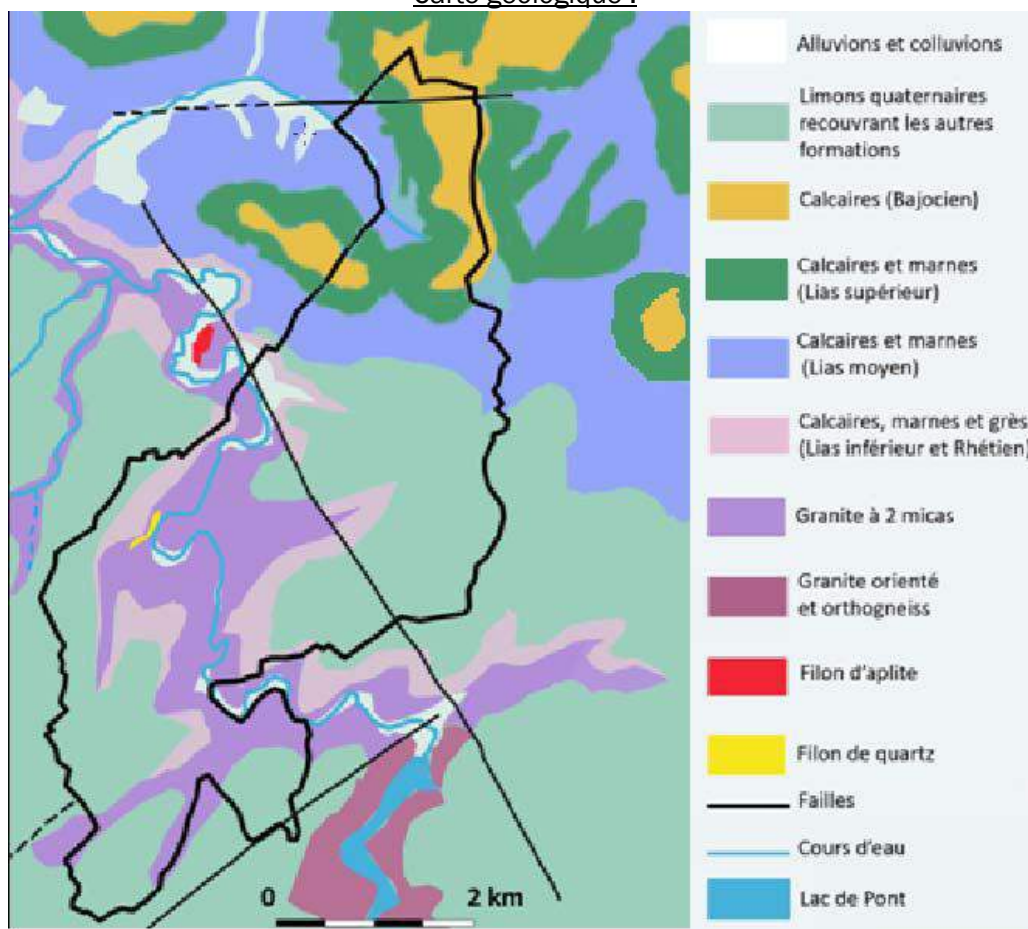 Carte géologique :
Alluvions et colluvions
Limons quaternaires
recouvrant les autres
formations
Calcaires (Bajocien)
Calcaires et marnes
(Lias supérieur)
Calcaires et marnes
(Lias moyen)
Calcaires, marnes et grès
(Lias inférieur et Rhétien)
Granite à 2 micas
Granite orienté
et orthogneiss
Filon d'aplite
Filon de quartz
Failles
Cours d'eau
Lac de Pont
0 2 km